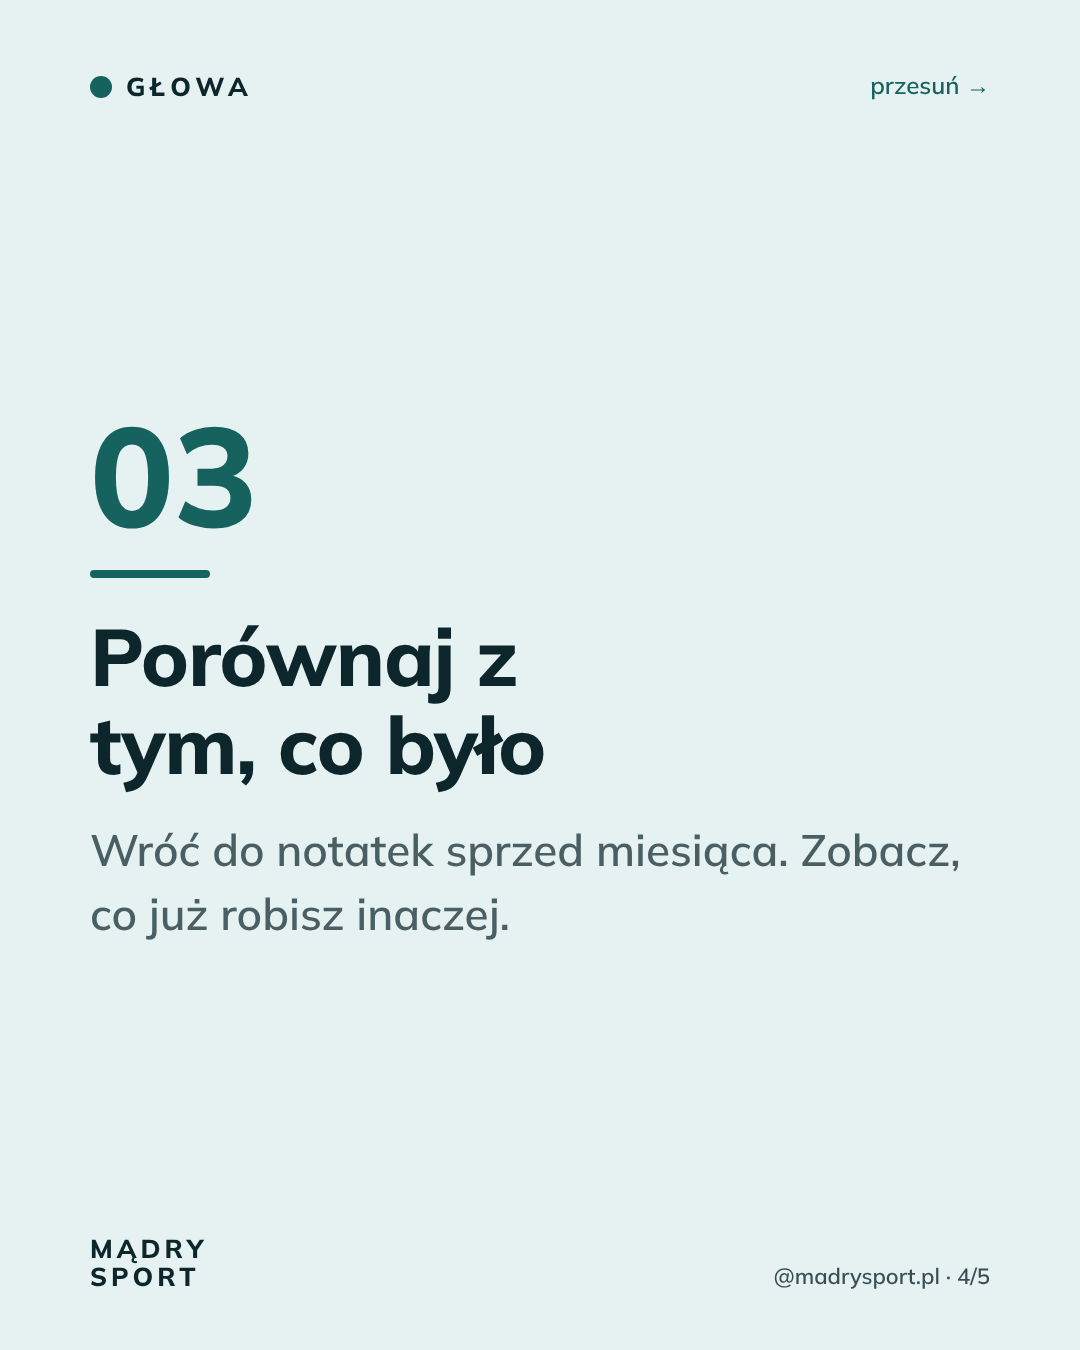 GŁOWA
przesuń →
03
Porównaj z
tym, co było
Wróć do notatek sprzed miesiąca. Zobacz,
co już robisz inaczej.
MĄDRY
SPORT
@madrysport.pl · 4/5